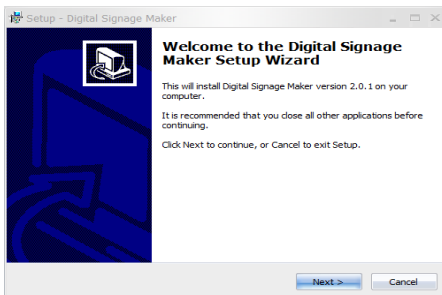 Setup - Digital Signage Maker
Welcome to the Digital Signage
Maker Setup Wizard
This will install Digital Signage Maker version 2.0.1 on your
computer.
It is recommended that you close all other applications before
continuing.
Click Next to continue, or Cancel to exit Setup.
Next >
Cancel